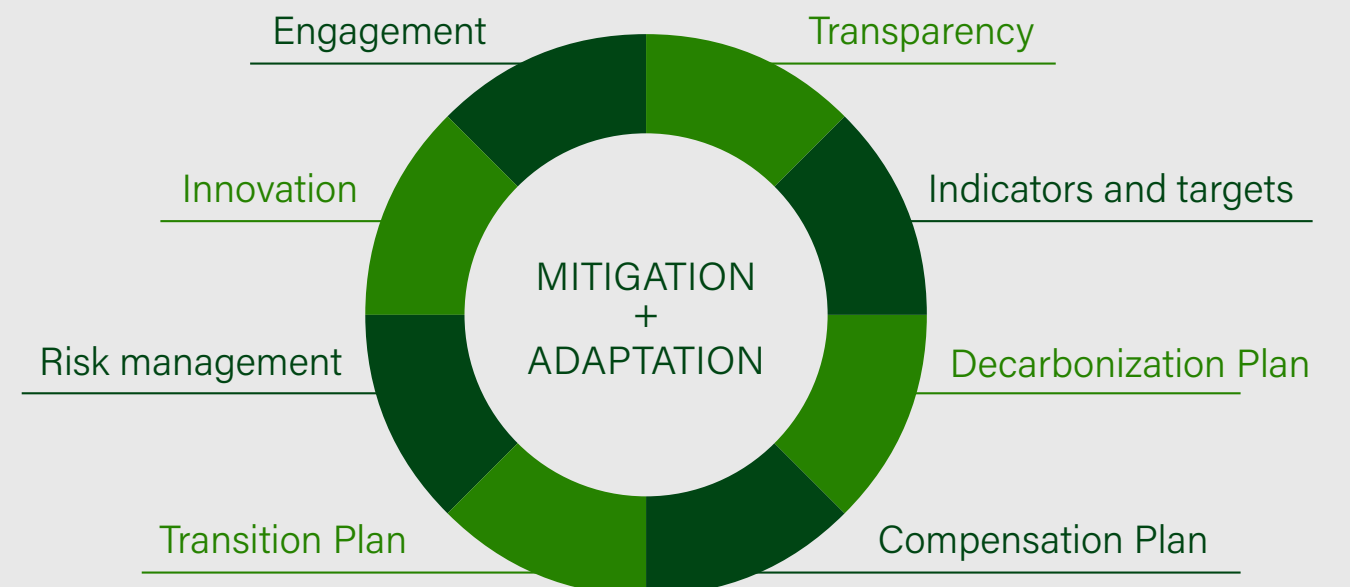 Engagement
Transparency
Innovation
Indicators and targets
MITIGATION
+
ADAPTATION
Risk management
Decarbonization Plan
Transition Plan
Compensation Plan